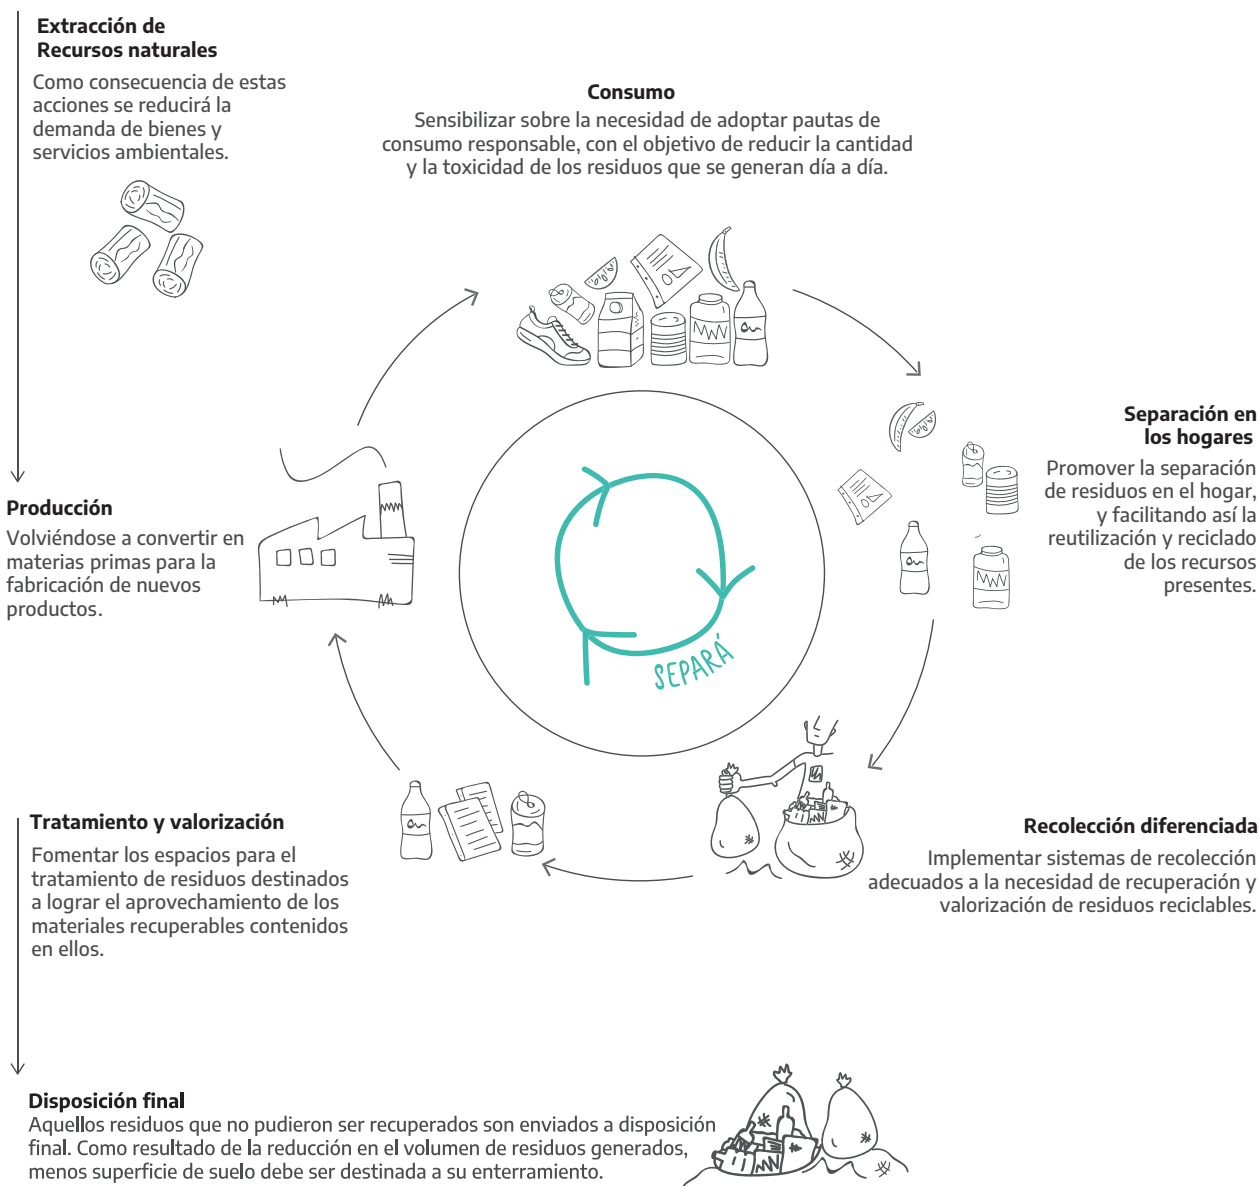 Extracción de
Recursos naturales
Como consecuencia de estas
acciones se reducirá la
demanda de bienes y
servicios ambientales.
Consumo
Sensibilizar sobre la necesidad de adoptar pautas de
consumo responsable, con el objetivo de reducir la cantidad
y la toxicidad de los residuos que se generan día a día.
Separación en
los hogares
Promover la separación
de residuos en el hogar,
y facilitando así la
reutilización y reciclado
de los recursos
presentes.
Producción
Volviéndose a convertir en
materias primas para la
fabricación de nuevos
productos.
SEPARÁ
Tratamiento y valorización
Fomentar los espacios para el
tratamiento de residuos destinados
a lograr el aprovechamiento de los
materiales recuperables contenidos
en ellos.
Recolección diferenciada
Implementar sistemas de recolección
adecuados a la necesidad de recuperación y
valorización de residuos reciclables.
Disposición final
Aquellos residuos que no pudieron ser recuperados son enviados a disposición
final. Como resultado de la reducción en el volumen de residuos generados,
menos superficie de suelo debe ser destinada a su enterramiento.